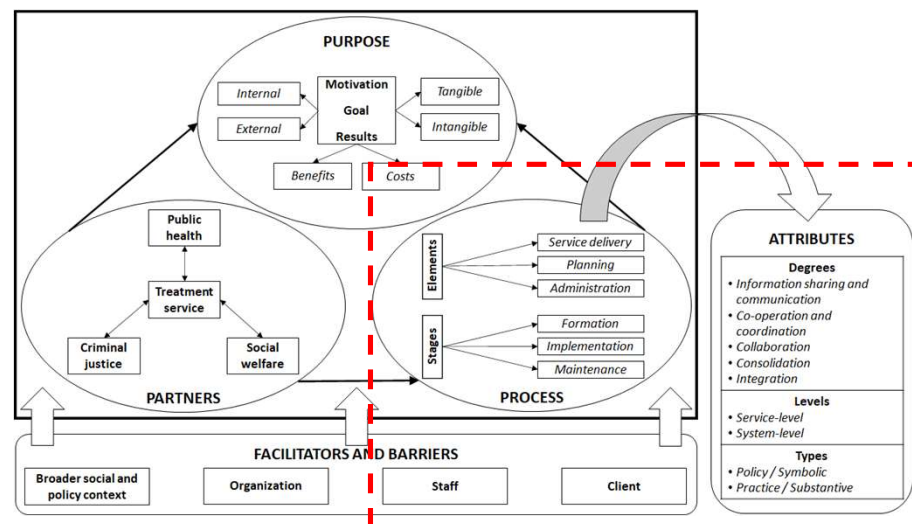 PURPOSE
Internal
External
Motivation
Goal
Results
Tangible
Intangible
Benefits
Costs
Public
health
Treatment
service
Criminal
justice
Social
welfare
PARTNERS
Elements
Service delivery
Planning
Administration
Stages
Formation
Implementation
Maintenance
PROCESS
ATTRIBUTES
Degrees
• Information sharing and
communication
• Co-operation and
coordination
• Collaboration
• Consolidation
• Integration
Levels
• Service-level
• System-level
Types
• Policy / Symbolic
• Practice / Substantive
FACILITATORS AND BARRIERS
Broader social and
policy context
Organization
Staff
Client